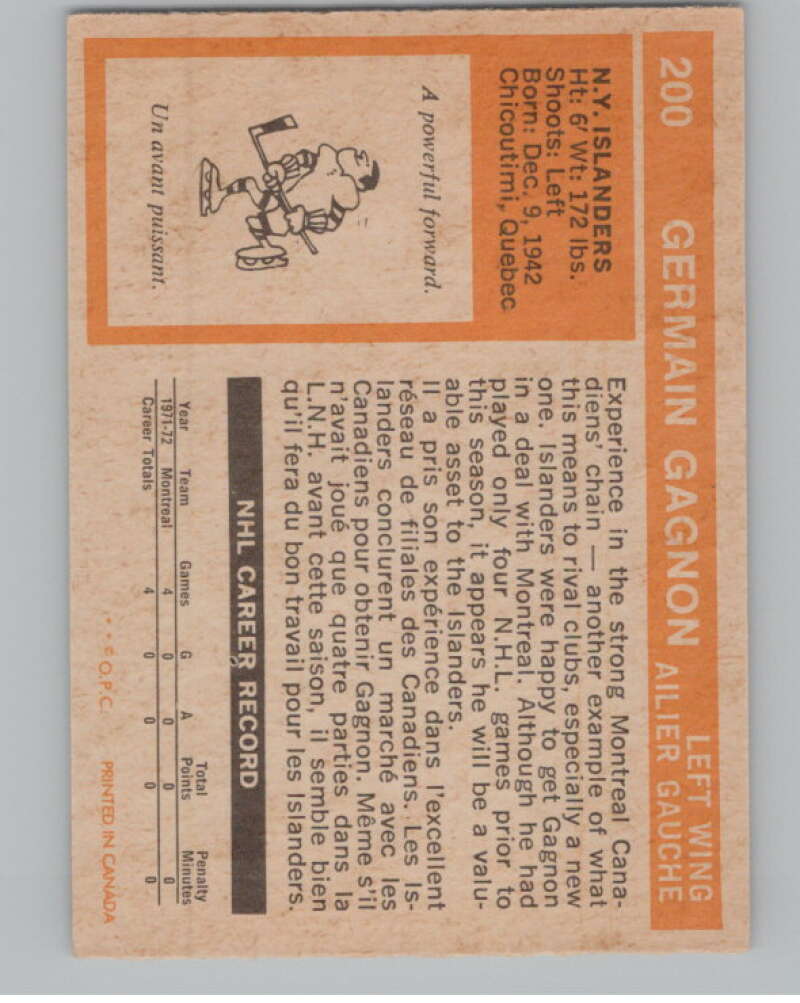 200 GERMAIN GAGNON LEFT WING
AILIER GAUCHE
N.Y. ISLANDERS
Ht: 6' Wt: 172 lbs.
Shoots: Left
Born: Dec. 9, 1942
Chicoutimi, Quebec
A powerful forward.
Un avant puissant.
Experience in the strong Montreal Cana-
diens' chain — another example of what
this means to rival clubs, especially a new
one. Islanders were happy to get Gagnon
in a deal with Montreal. Although he had
played only four N.H.L. games prior to
this season, it appears he will be a valu-
able asset to the Islanders.
Il a pris son expérience dans l'excellent
réseau de filiales des Canadiens. Les Is-
landers conclurent un marché avec les
Canadiens pour obtenir Gagnon. Même s'il
n'avait joué que quatre parties dans la
L.N.H. avant cette saison, il semble bien
qu'il fera du bon travail pour les Islanders.
NHL CAREER RECORD
Total Penalty
Year Team Games G A Points Minutes
1971-72 Montreal 4 0 0 0 0
Career Totals 4 0 0 0 0
* * © O.P.C. PRINTED IN CANADA